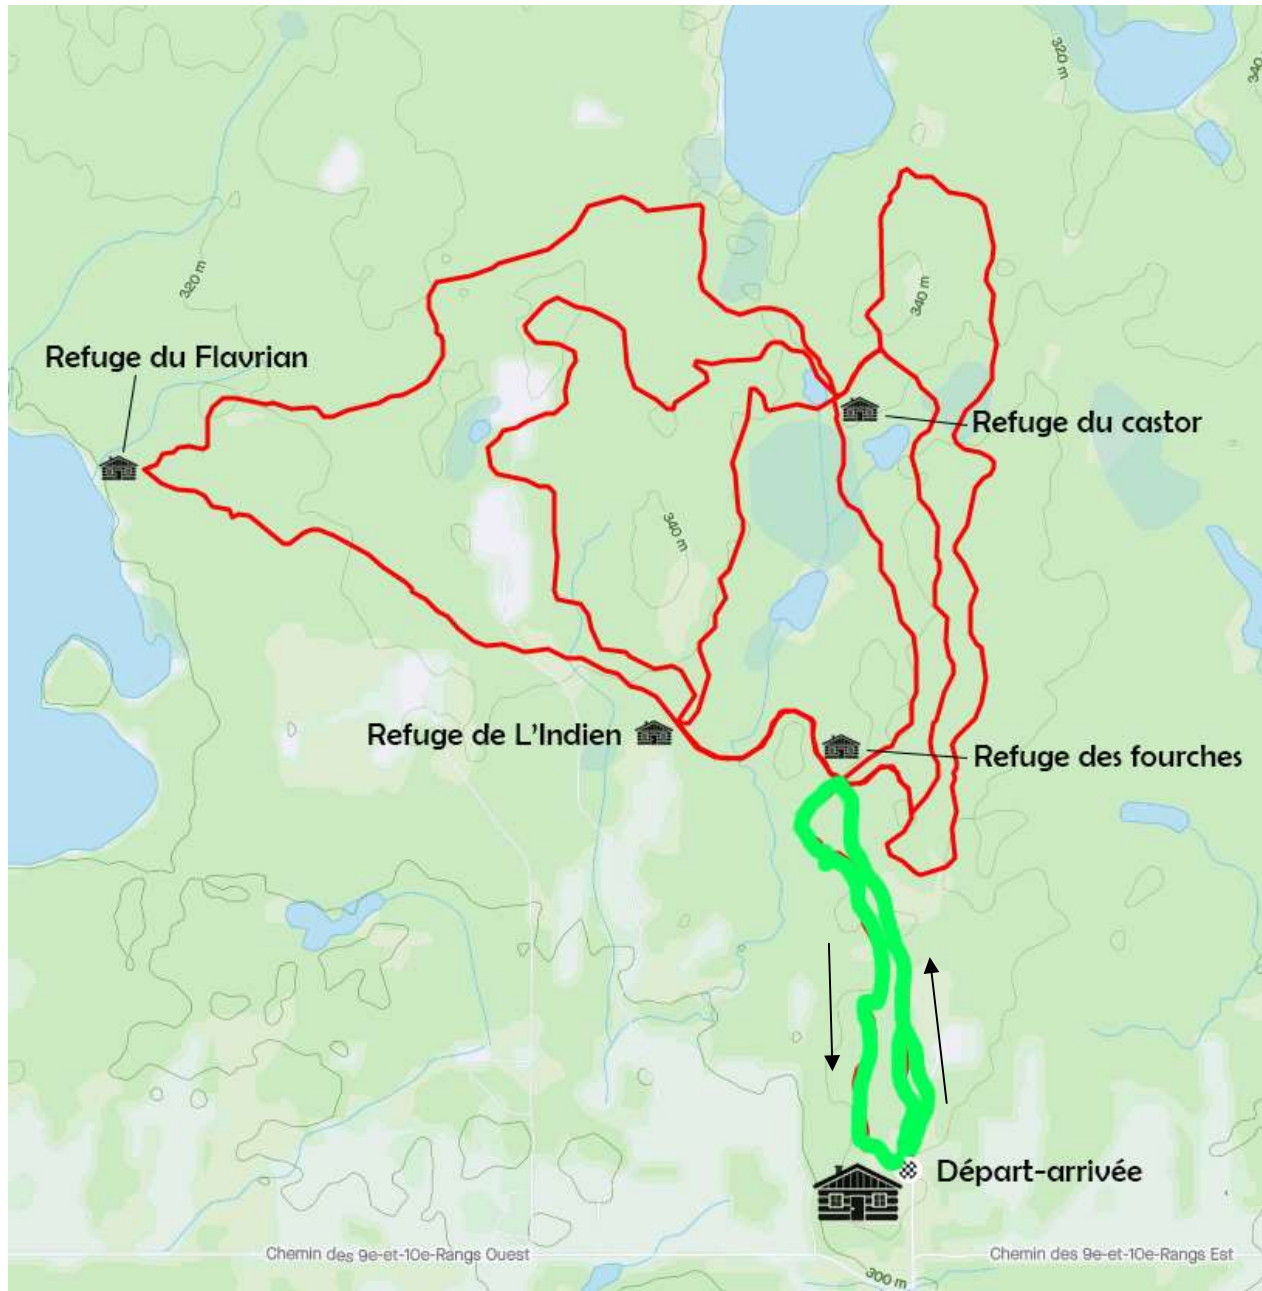 320 m
340
320 m
340 m
Refuge du Flavrian
Refuge du castor
340 m
Refuge de L'Indien
Refuge des fourches
Départ-arrivée
Chemin des 9e-et-10e-Rangs Ouest
Chemin des 9e-et-10e-Rangs Est
300 m